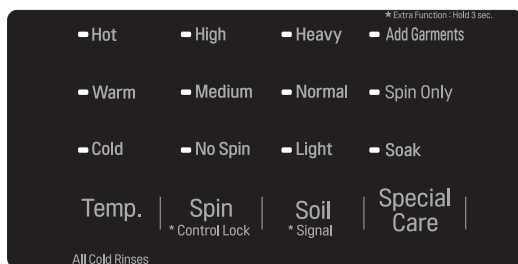 * Extra Function : Hold 3 sec.
Hot High Heavy Add Garments
Warm Medium Normal Spin Only
Cold No Spin Light Soak
Temp. Spin Soil Special Care
* Control Lock * Signal
All Cold Rinses